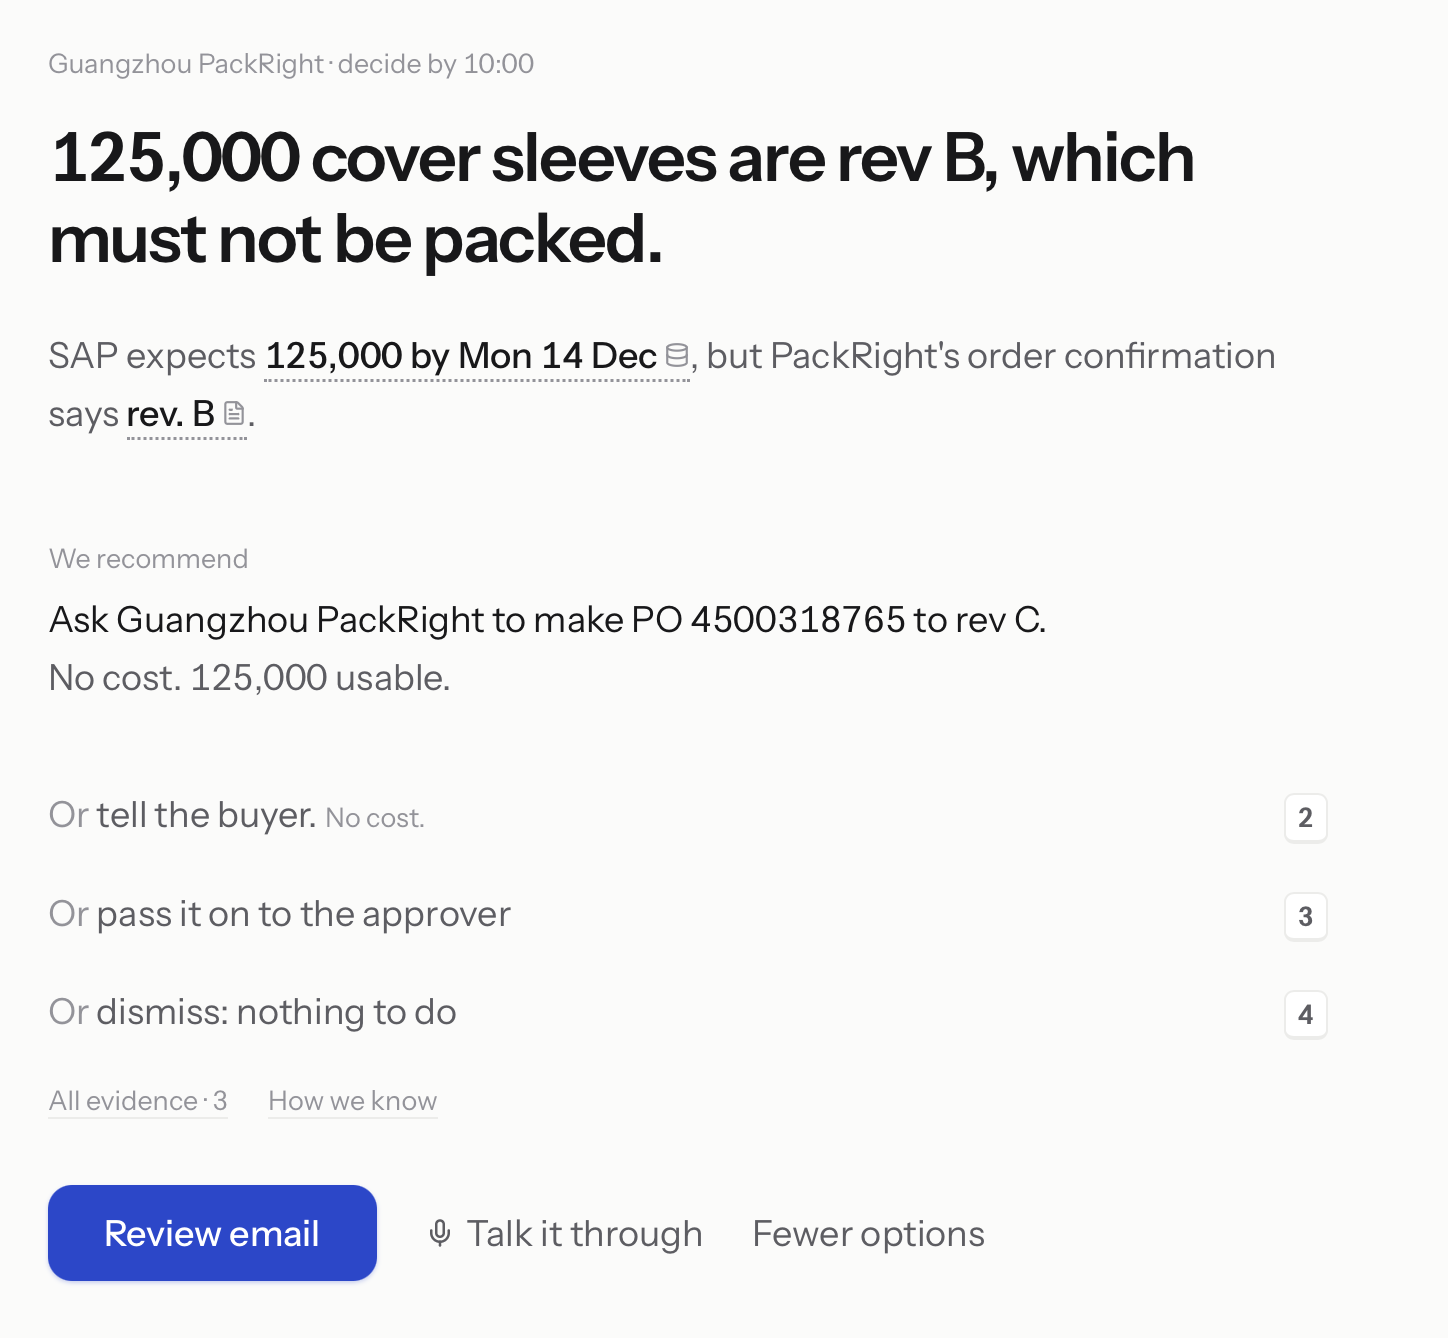 Guangzhou PackRight · decide by 10:00
125,000 cover sleeves are rev B, which
must not be packed.
SAP expects 125,000 by Mon 14 Dec, but PackRight's order confirmation
says rev. B.
We recommend
Ask Guangzhou PackRight to make PO 4500318765 to rev C.
No cost. 125,000 usable.
Or tell the buyer. No cost. 2
Or pass it on to the approver 3
Or dismiss: nothing to do 4
All evidence · 3 How we know
Review email Talk it through Fewer options